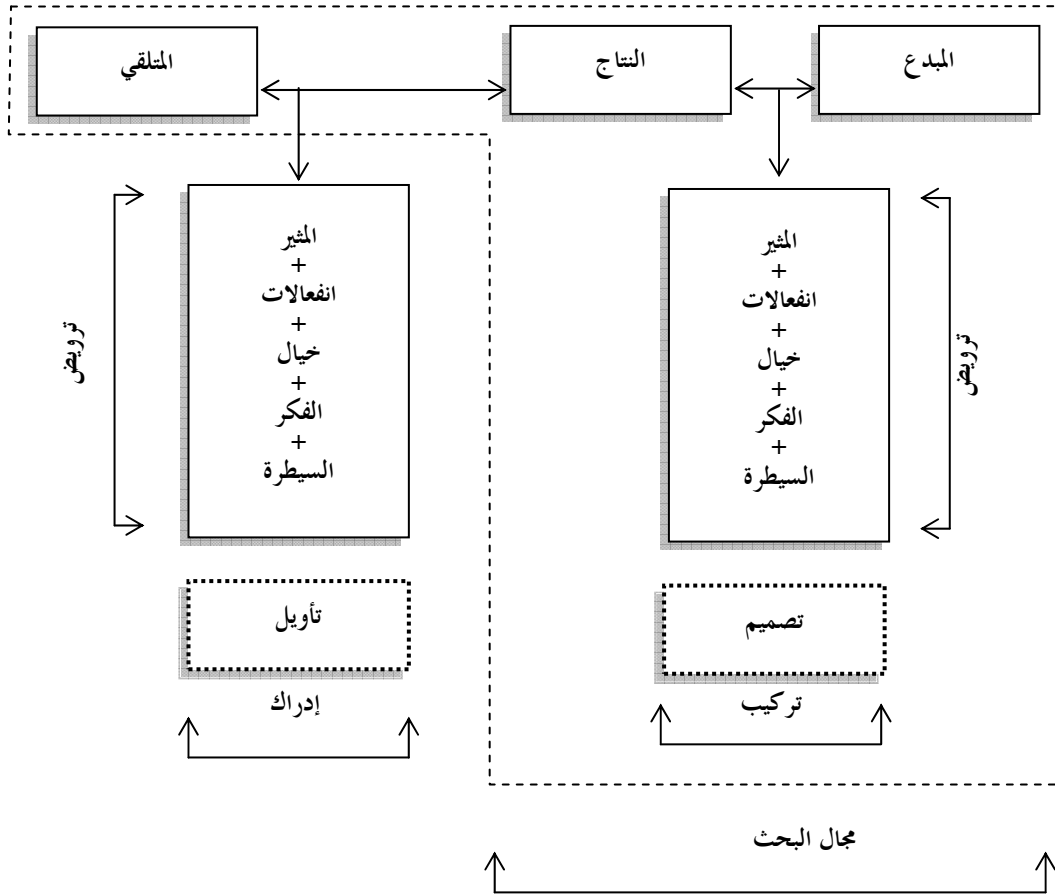 المبدع
النتاج
المتلقي
المثير
+
انفعالات
+
خيال
+
الفكر
+
السيطرة
ترويض
تصميم
تركيب
المثير
+
انفعالات
+
خيال
+
الفكر
+
السيطرة
ترويض
تأويل
إدراك
مجال البحث